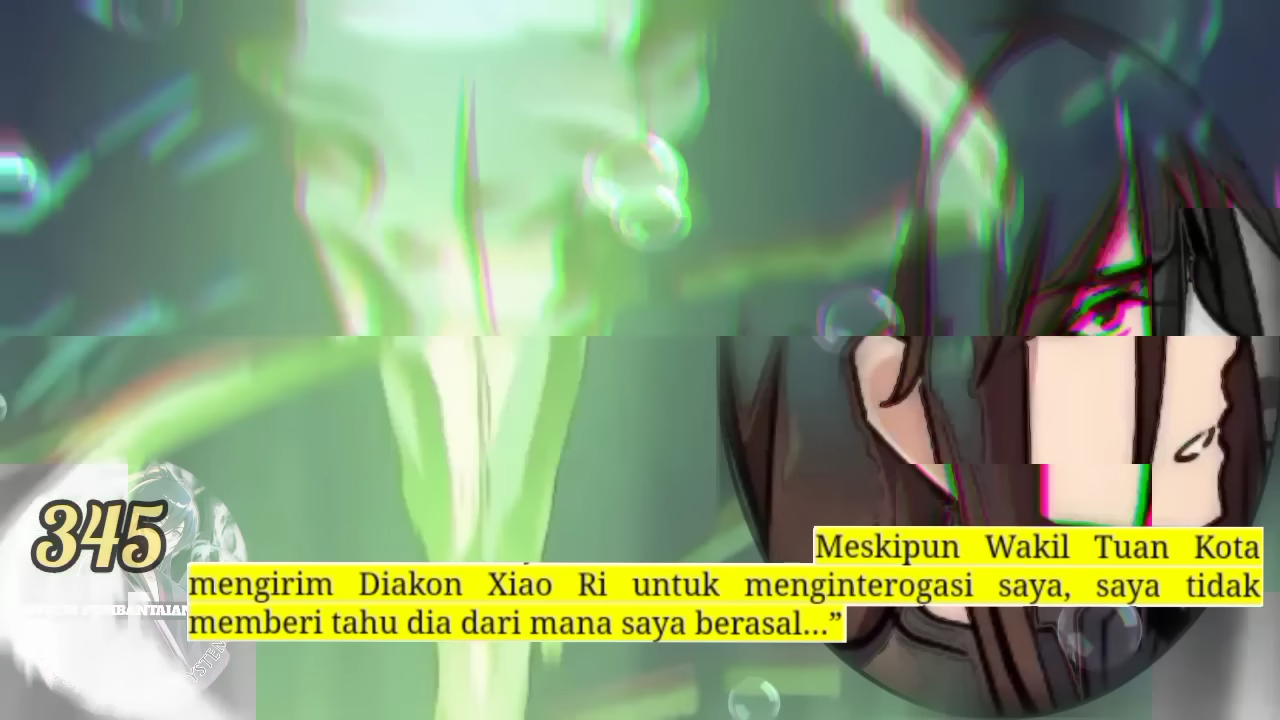 345
Meskipun Wakil Tuan Kota
mengirim Diakon Xiao Ri untuk menginterogasi saya, saya tidak
memberi tahu dia dari mana saya berasal...”